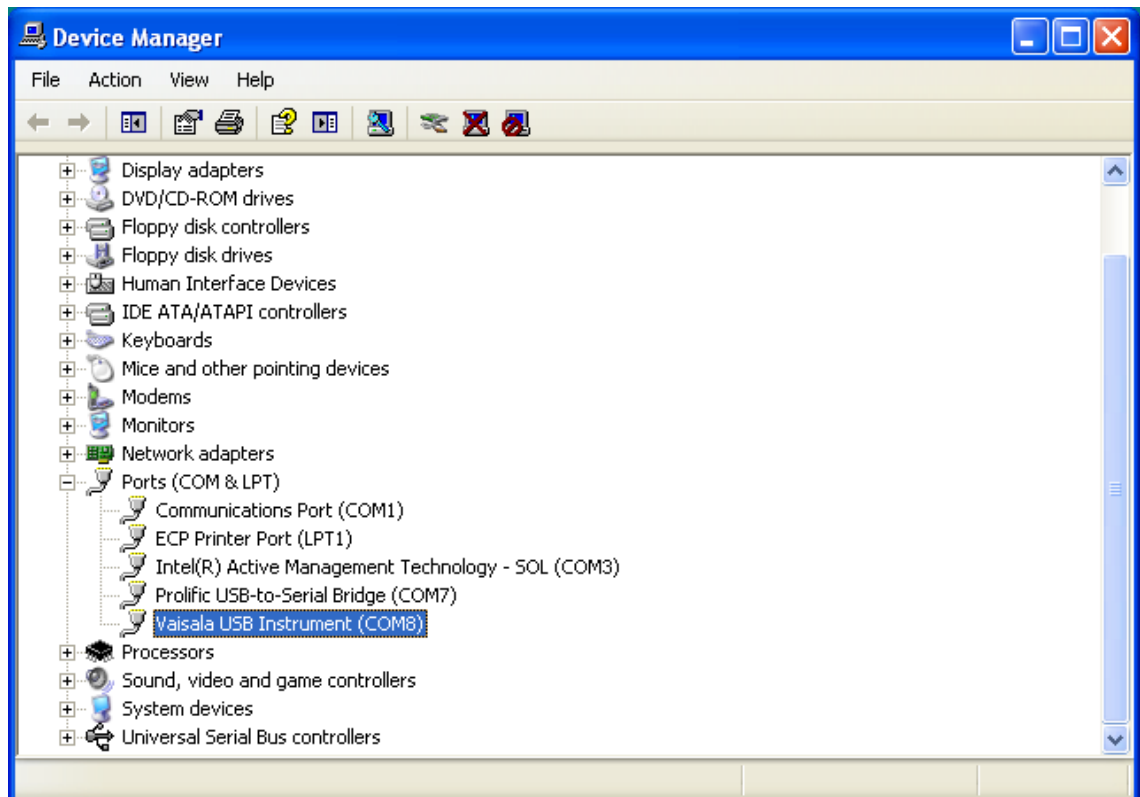 Device Manager
File Action View Help
Display adapters
DVD/CD-ROM drives
Floppy disk controllers
Floppy disk drives
Human Interface Devices
IDE ATA/ATAPI controllers
Keyboards
Mice and other pointing devices
Modems
Monitors
Network adapters
Ports (COM & LPT)
Communications Port (COM1)
ECP Printer Port (LPT1)
Intel(R) Active Management Technology - SOL (COM3)
Prolific USB-to-Serial Bridge (COM7)
Vaisala USB Instrument (COM8)
Processors
Sound, video and game controllers
System devices
Universal Serial Bus controllers